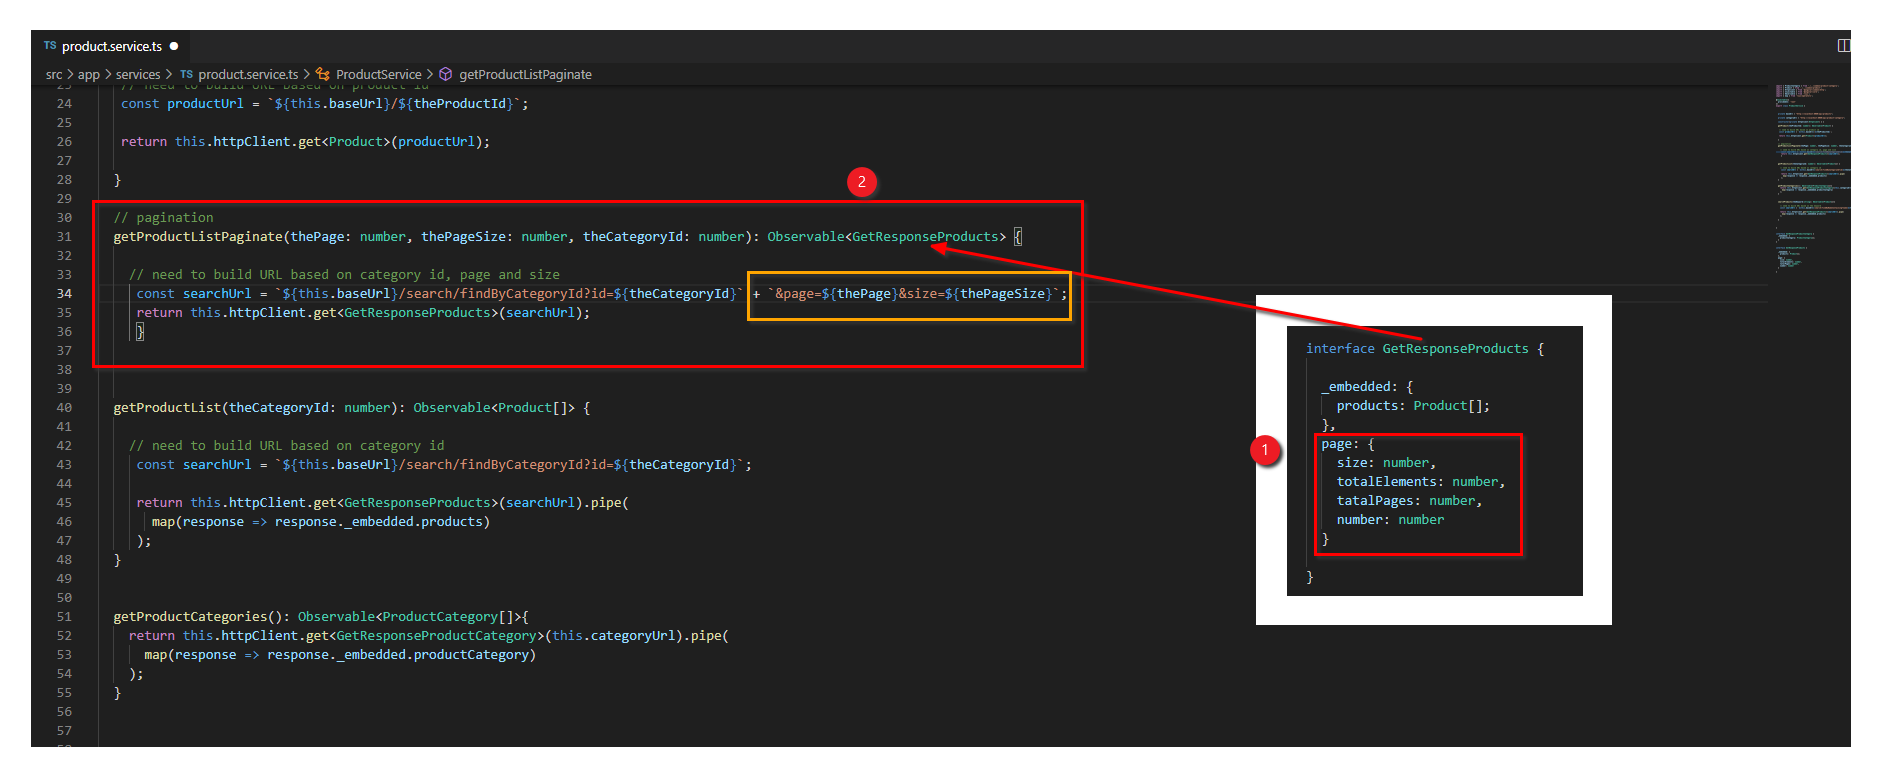 TS product.service.ts
src > app > services > TS product.service.ts > ProductService > getProductListPaginate
23 // need to build URL based on product id
24 const productUrl = `${this.baseUrl}/${theProductId}`;
25
26 return this.httpClient.get<Product>(productUrl);
27
28 }
29
2
30 // pagination
31 getProductListPaginate(thePage: number, thePageSize: number, theCategoryId: number): Observable<GetResponseProducts> {
32
33 // need to build URL based on category id, page and size
34 const searchUrl = `${this.baseUrl}/search/findByCategoryId?id=${theCategoryId}` + `&page=${thePage}&size=${thePageSize}`;
35 return this.httpClient.get<GetResponseProducts>(searchUrl);
36 }
37
38
39
40 getProductList(theCategoryId: number): Observable<Product[]> {
41
42 // need to build URL based on category id
43 const searchUrl = `${this.baseUrl}/search/findByCategoryId?id=${theCategoryId}`;
44
45 return this.httpClient.get<GetResponseProducts>(searchUrl).pipe(
46 map(response => response._embedded.products)
47 );
48 }
49
50
51 getProductCategories(): Observable<ProductCategory[]>{
52 return this.httpClient.get<GetResponseProductCategory>(this.categoryUrl).pipe(
53 map(response => response._embedded.productCategory)
54 );
55 }
56
57
interface GetResponseProducts {
_embedded: {
products: Product[];
},
1
page: {
size: number,
totalElements: number,
tatalPages: number,
number: number
}
}